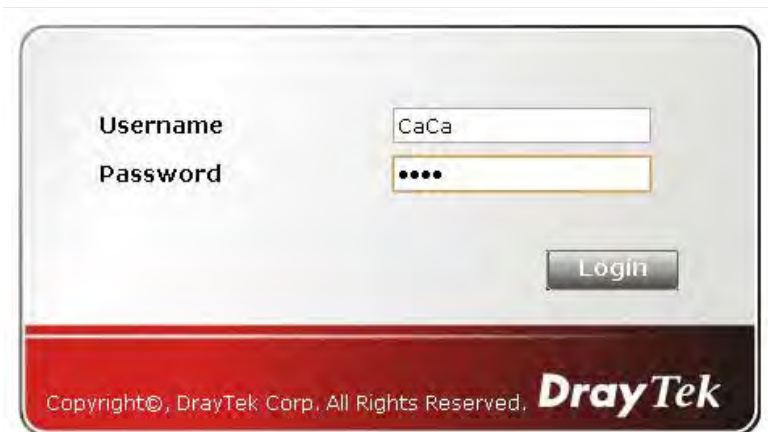 Username CaCa
Password ••••
Login
Copyright©, DrayTek Corp. All Rights Reserved. DrayTek